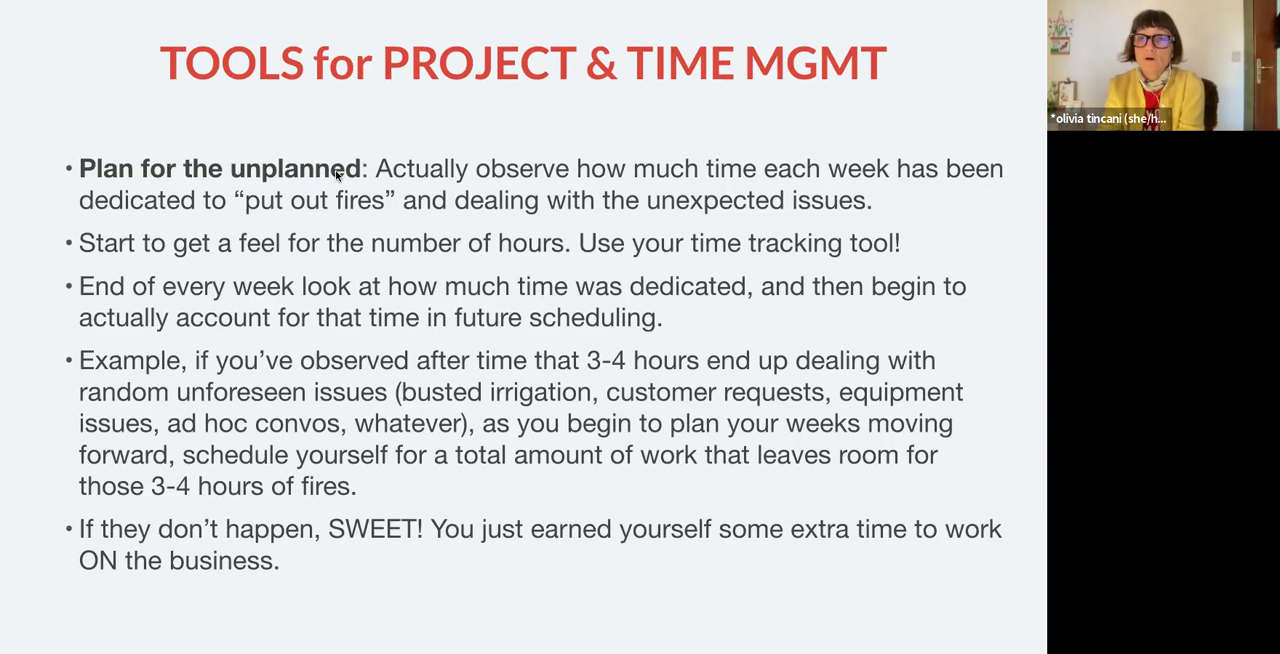 TOOLS for PROJECT & TIME MGMT
• Plan for the unplanned: Actually observe how much time each week has been
dedicated to “put out fires” and dealing with the unexpected issues.
• Start to get a feel for the number of hours. Use your time tracking tool!
• End of every week look at how much time was dedicated, and then begin to
actually account for that time in future scheduling.
• Example, if you’ve observed after time that 3-4 hours end up dealing with
random unforeseen issues (busted irrigation, customer requests, equipment
issues, ad hoc convos, whatever), as you begin to plan your weeks moving
forward, schedule yourself for a total amount of work that leaves room for
those 3-4 hours of fires.
• If they don’t happen, SWEET! You just earned yourself some extra time to work
ON the business.
*olivia tincani (she/h...